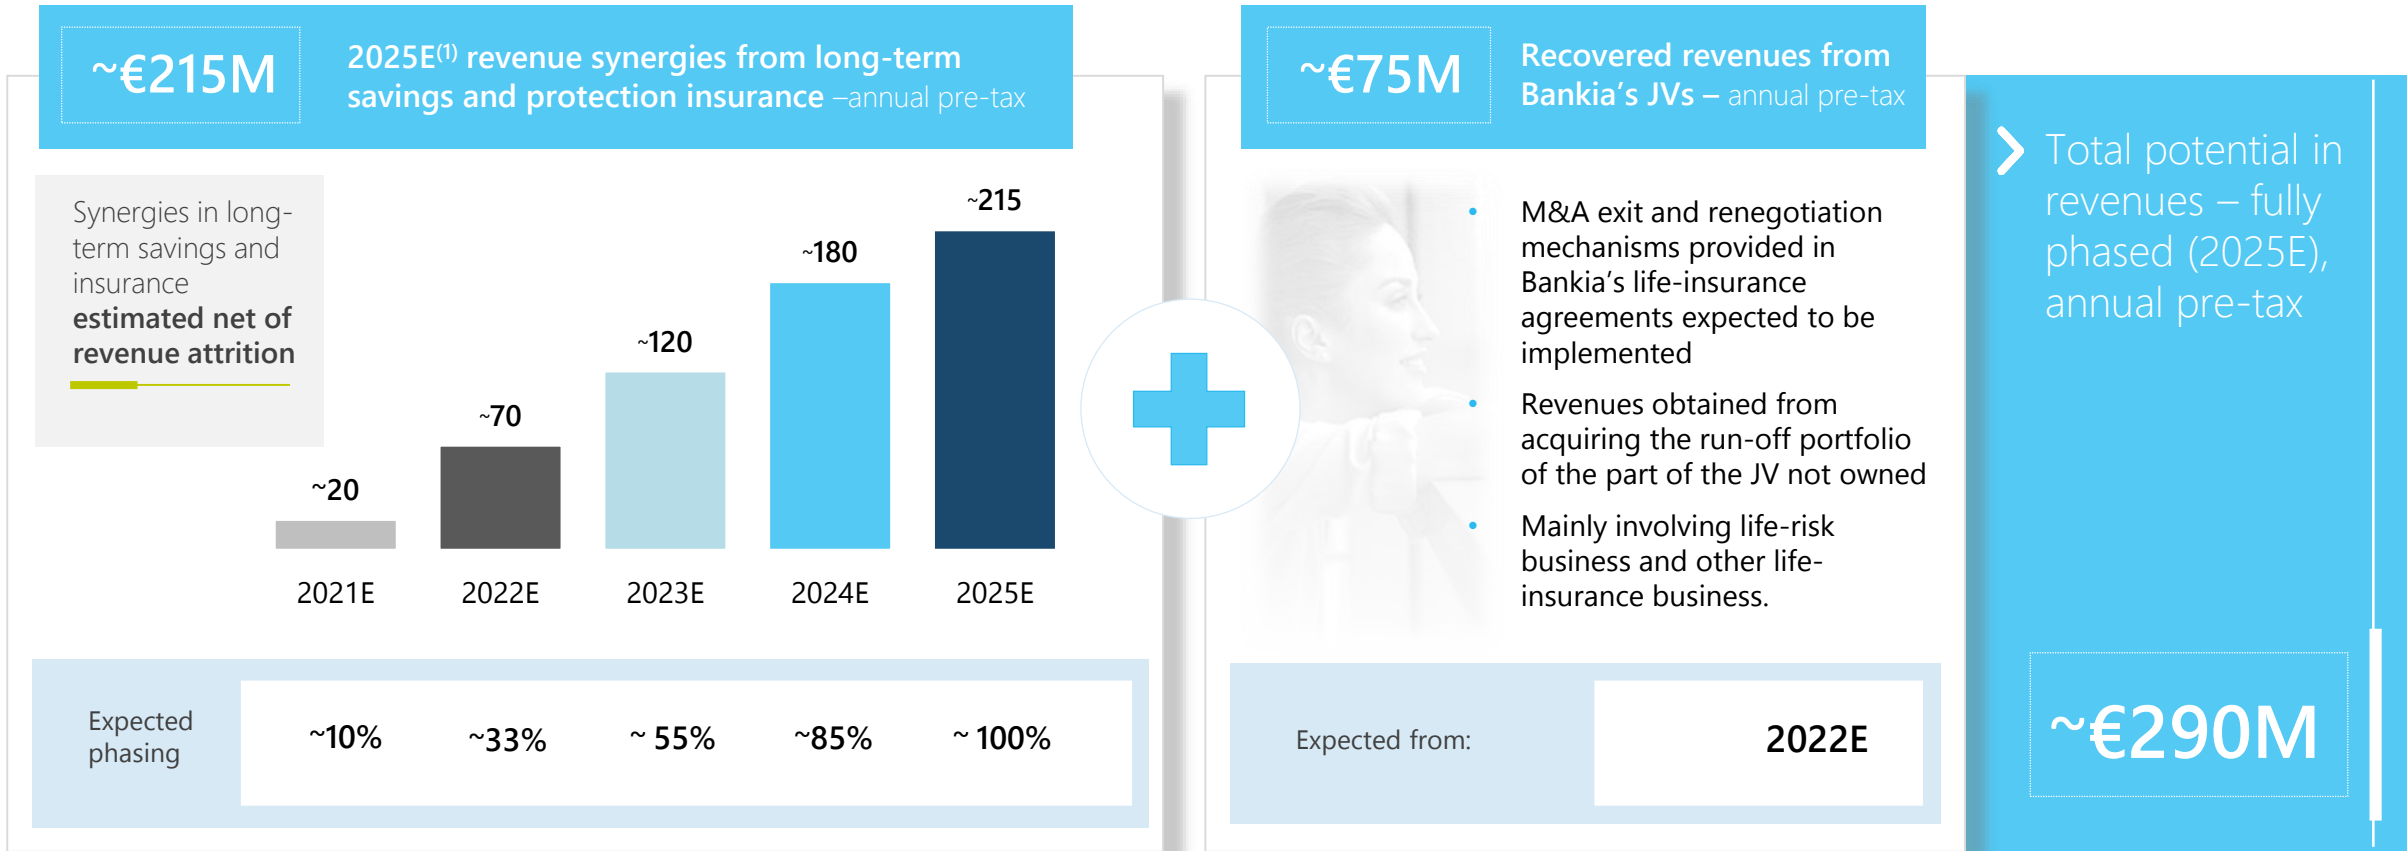 ~€215M
2025E(1) revenue synergies from long-term
savings and protection insurance –annual pre-tax
Synergies in long-
term savings and
insurance
estimated net of
revenue attrition
~20
~70
~120
~180
~215
2021E
2022E
2023E
2024E
2025E
Expected
phasing
~10%
~33%
~ 55%
~85%
~ 100%
~€75M
Recovered revenues from
Bankia’s JVs – annual pre-tax
• M&A exit and renegotiation
mechanisms provided in
Bankia’s life-insurance
agreements expected to be
implemented
• Revenues obtained from
acquiring the run-off portfolio
of the part of the JV not owned
• Mainly involving life-risk
business and other life-
insurance business.
Expected from:
2022E
Total potential in
revenues – fully
phased (2025E),
annual pre-tax
~€290M